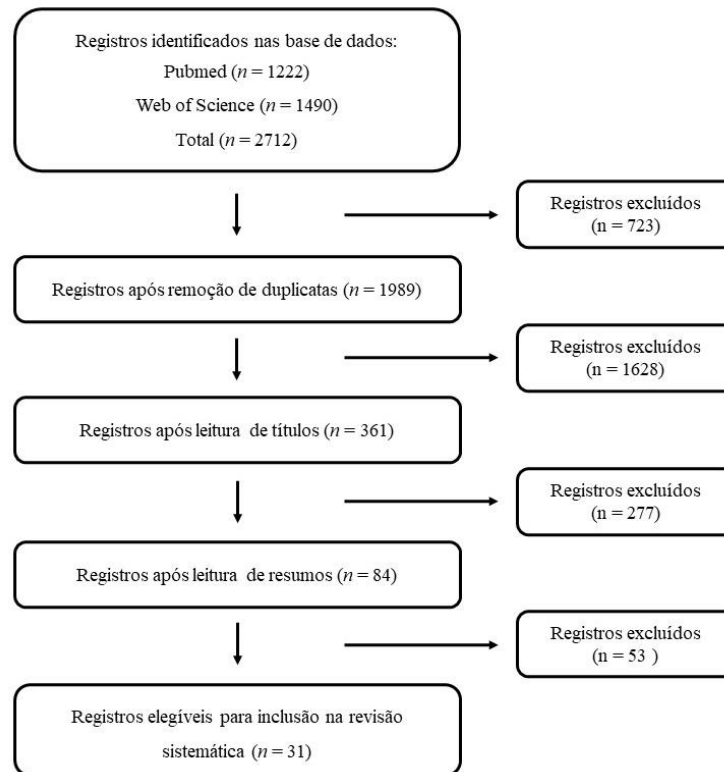 Registros identificados nas base de dados:
Pubmed (n = 1222)
Web of Science (n = 1490)
Total (n = 2712)
Registros excluídos
(n = 723)
Registros após remoção de duplicatas (n = 1989)
Registros excluídos
(n = 1628)
Registros após leitura de títulos (n = 361)
Registros excluídos
(n = 277)
Registros após leitura de resumos (n = 84)
Registros excluídos
(n = 53 )
Registros elegíveis para inclusão na revisão
sistemática (n = 31)